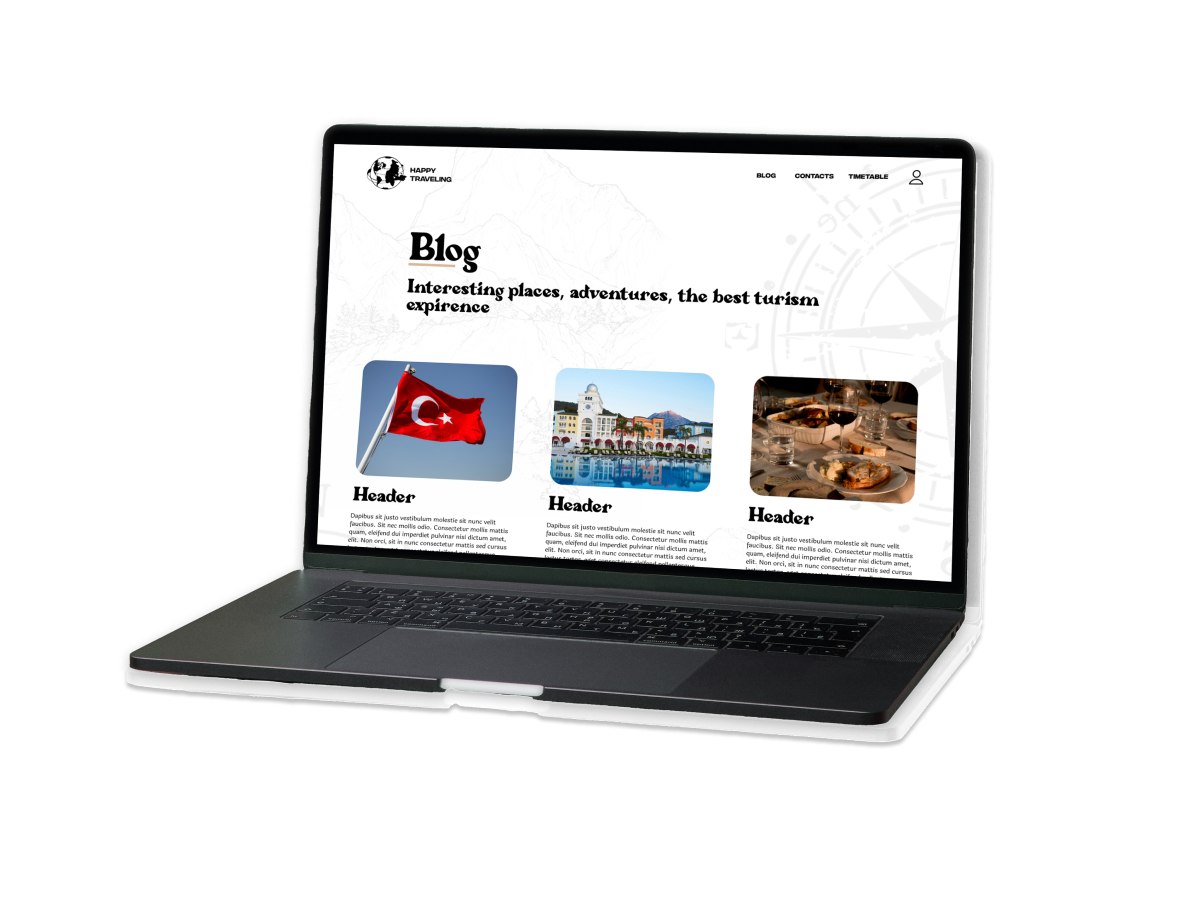 HAPPY
TRAVELING
BLOG CONTACTS TIMETABLE
Blog
Interesting places, adventures, the best turism
expirence
Header
Dapibus sit justo vestibulum molestie sit nunc velit
faucibus. Sit nec mollis odio. Consectetur mollis mattis
quam, eleifend dui imperdiet pulvinar nisi dictum amet,
elit. Non orci, sit in nunc consectetur mattis sed cursus
Header
Dapibus sit justo vestibulum molestie sit nunc velit
faucibus. Sit nec mollis odio. Consectetur mollis mattis
quam, eleifend dui imperdiet pulvinar nisi dictum amet,
elit. Non orci, sit in nunc consectetur mattis sed cursus
Header
Dapibus sit justo vestibulum molestie sit nunc velit
faucibus. Sit nec mollis odio. Consectetur mollis mattis
quam, eleifend dui imperdiet pulvinar nisi dictum amet,
elit. Non orci, sit in nunc consectetur mattis sed cursus